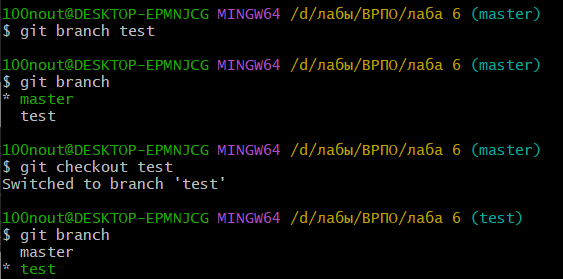 100nout@DESKTOP-EPMNJCG MINGW64 /d/лабы/ВРПО/лаба 6 (master)
$ git branch test
100nout@DESKTOP-EPMNJCG MINGW64 /d/лабы/ВРПО/лаба 6 (master)
$ git branch
* master
  test
100nout@DESKTOP-EPMNJCG MINGW64 /d/лабы/ВРПО/лаба 6 (master)
$ git checkout test
Switched to branch 'test'
100nout@DESKTOP-EPMNJCG MINGW64 /d/лабы/ВРПО/лаба 6 (test)
$ git branch
  master
* test